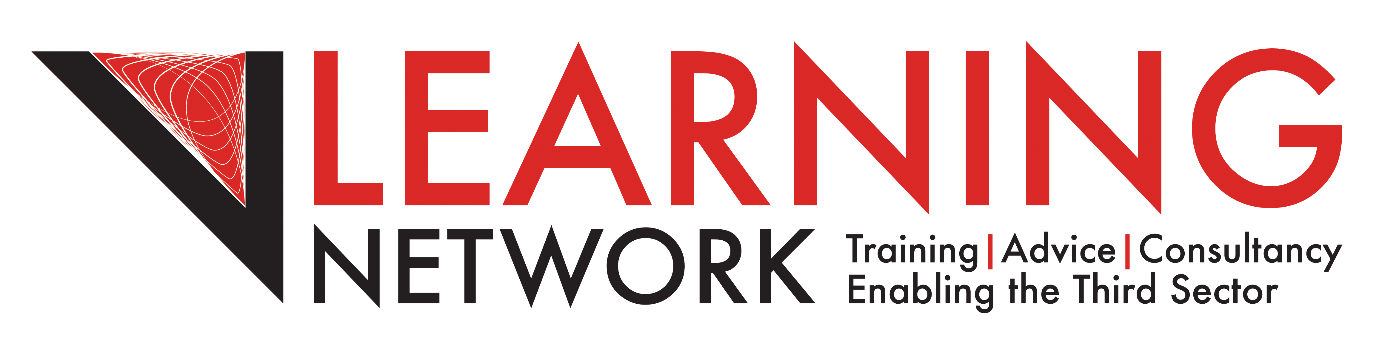 LEARNING
NETWORK
Training|Advice|Consultancy
Enabling the Third Sector